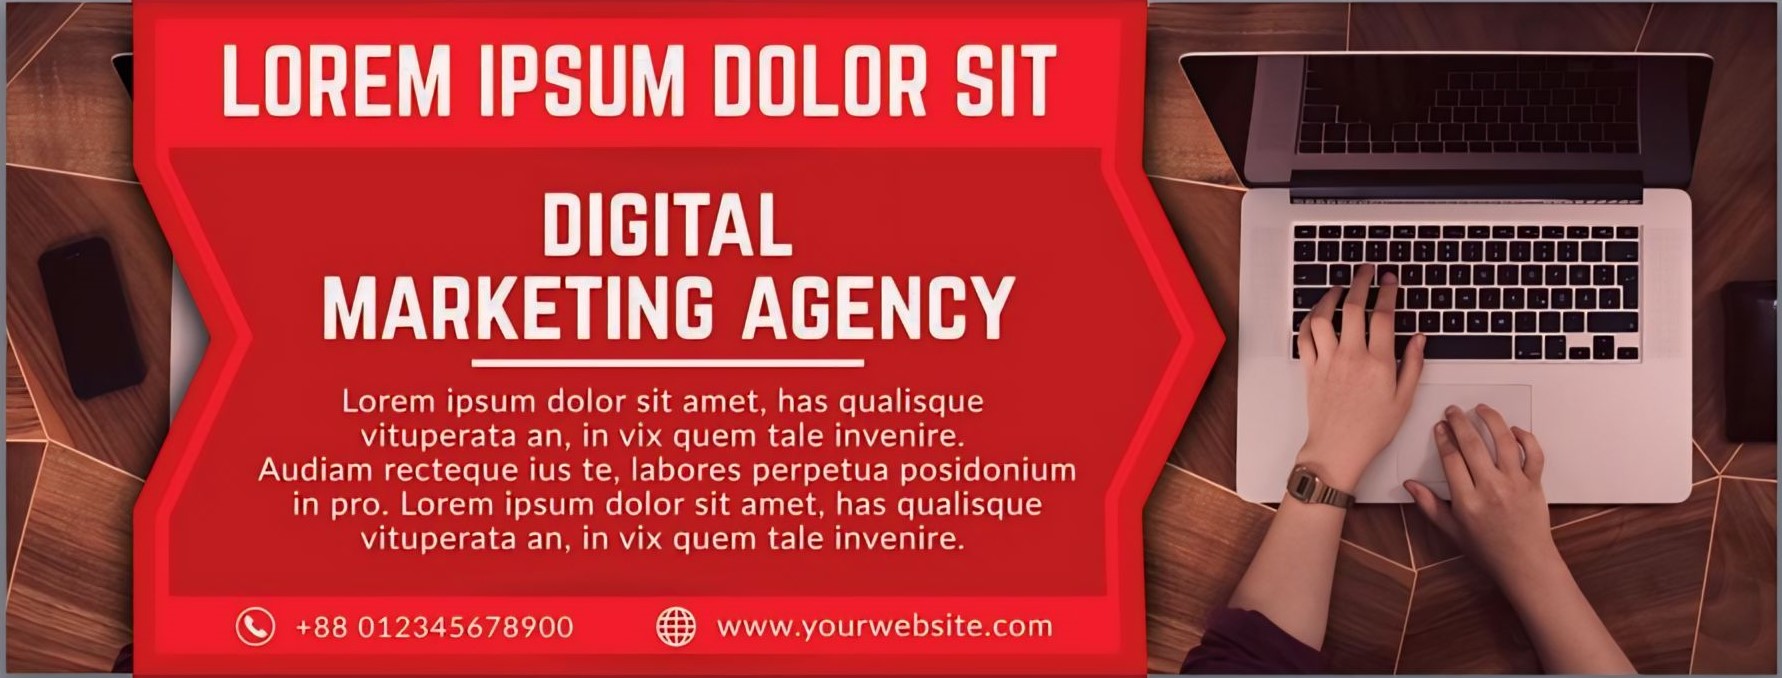 LOREM IPSUM DOLOR SIT
DIGITAL
MARKETING AGENCY
Lorem ipsum dolor sit amet, has qualisque
vituperata an, in vix quem tale invenire.
Audiam recteque ius te, labores perpetua posidonium
in pro. Lorem ipsum dolor sit amet, has qualisque
vituperata an, in vix quem tale invenire.
+88 012345678900
www.yourwebsite.com